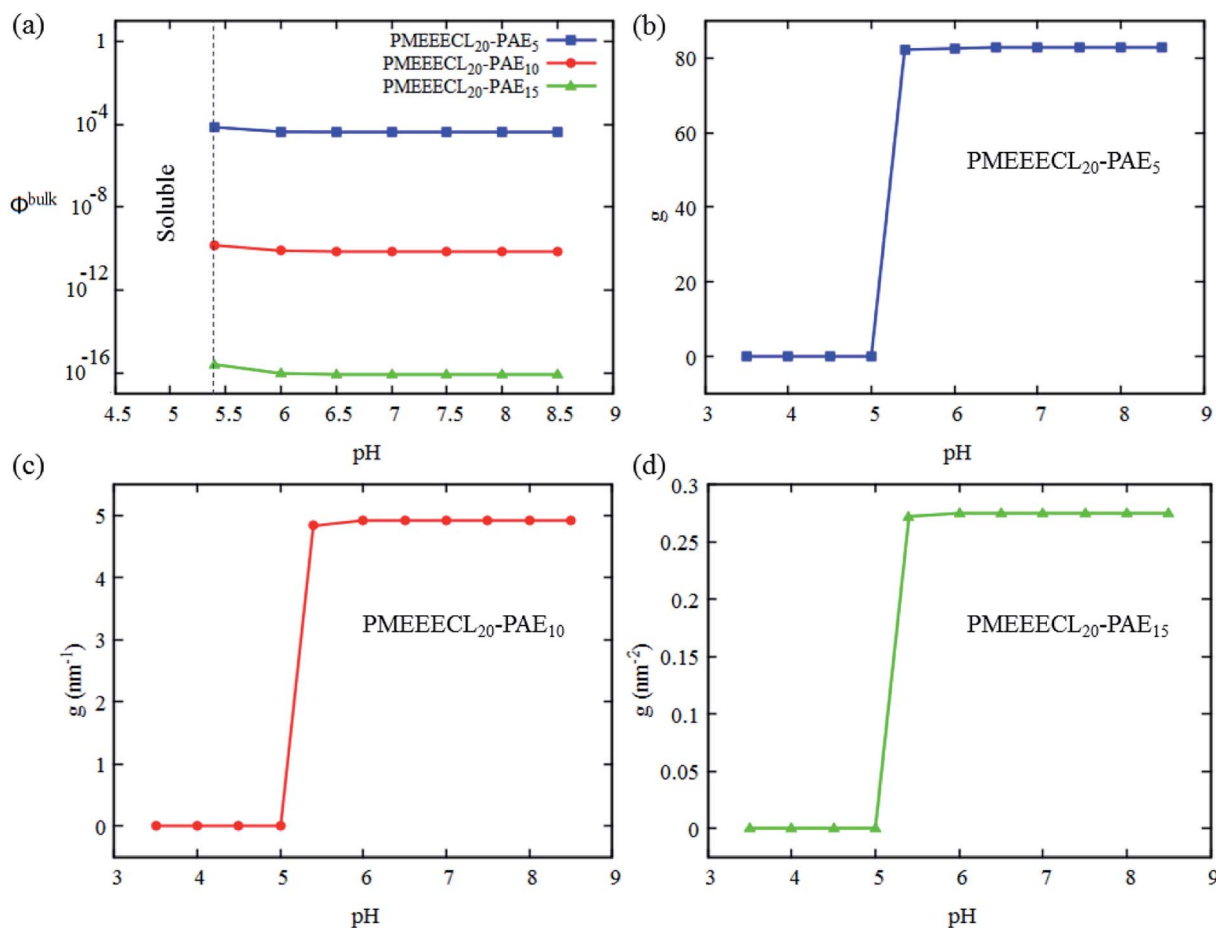 (a)
1
10⁻⁴
10⁻⁸
10⁻¹²
10⁻¹⁶
Φᵇᵘˡᵏ
Soluble
PMEEECL₂₀-PAE₅
PMEEECL₂₀-PAE₁₀
PMEEECL₂₀-PAE₁₅
4.5 5 5.5 6 6.5 7 7.5 8 8.5 9
pH
(b)
80
60
40
20
0
g
PMEEECL₂₀-PAE₅
3 4 5 6 7 8 9
pH
(c)
5
4
3
2
1
0
g (nm⁻¹)
PMEEECL₂₀-PAE₁₀
3 4 5 6 7 8 9
pH
(d)
0.3
0.25
0.2
0.15
0.1
0.05
0
g (nm⁻²)
PMEEECL₂₀-PAE₁₅
3 4 5 6 7 8 9
pH